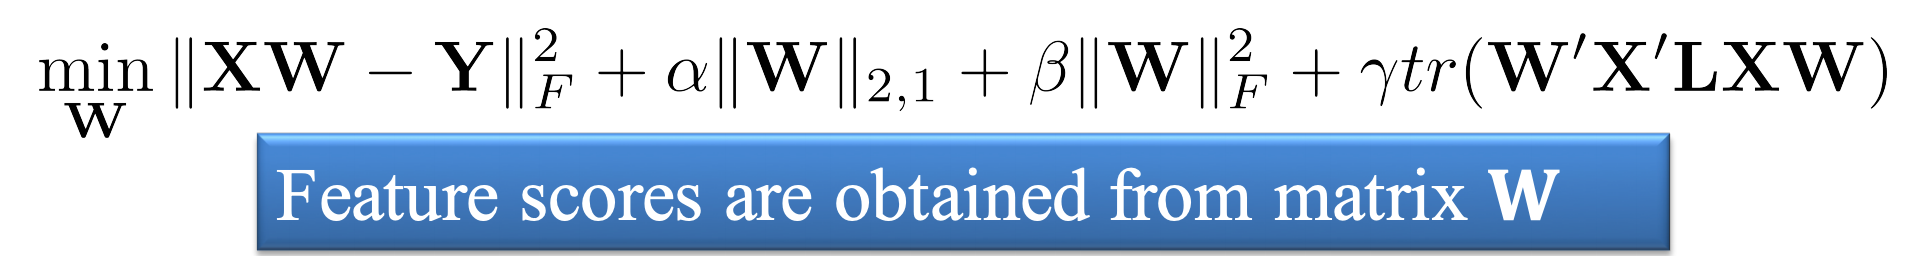 min_W ‖XW − Y‖²_F + α‖W‖_{2,1} + β‖W‖²_F + γtr(W′X′LXW)
Feature scores are obtained from matrix W